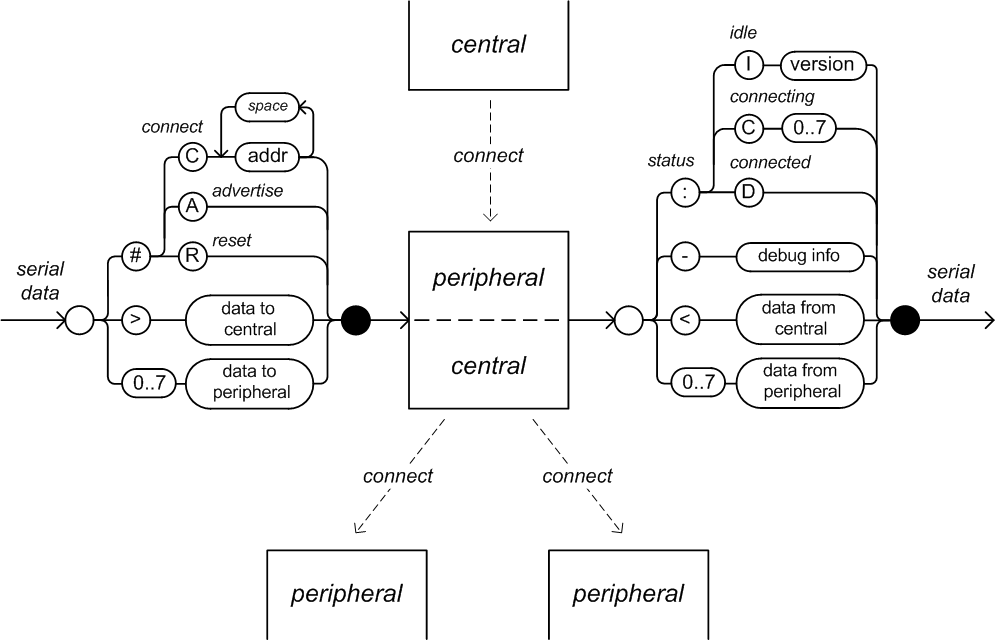 central
connect
serial
data
connect
space
C
addr
advertise
A
reset
#
R
>
data to
central
0..7
data to
peripheral
peripheral
central
idle
I
version
connecting
C
0..7
status
connected
:
D
-
debug info
<
data from
central
0..7
data from
peripheral
serial
data
connect
connect
peripheral
peripheral